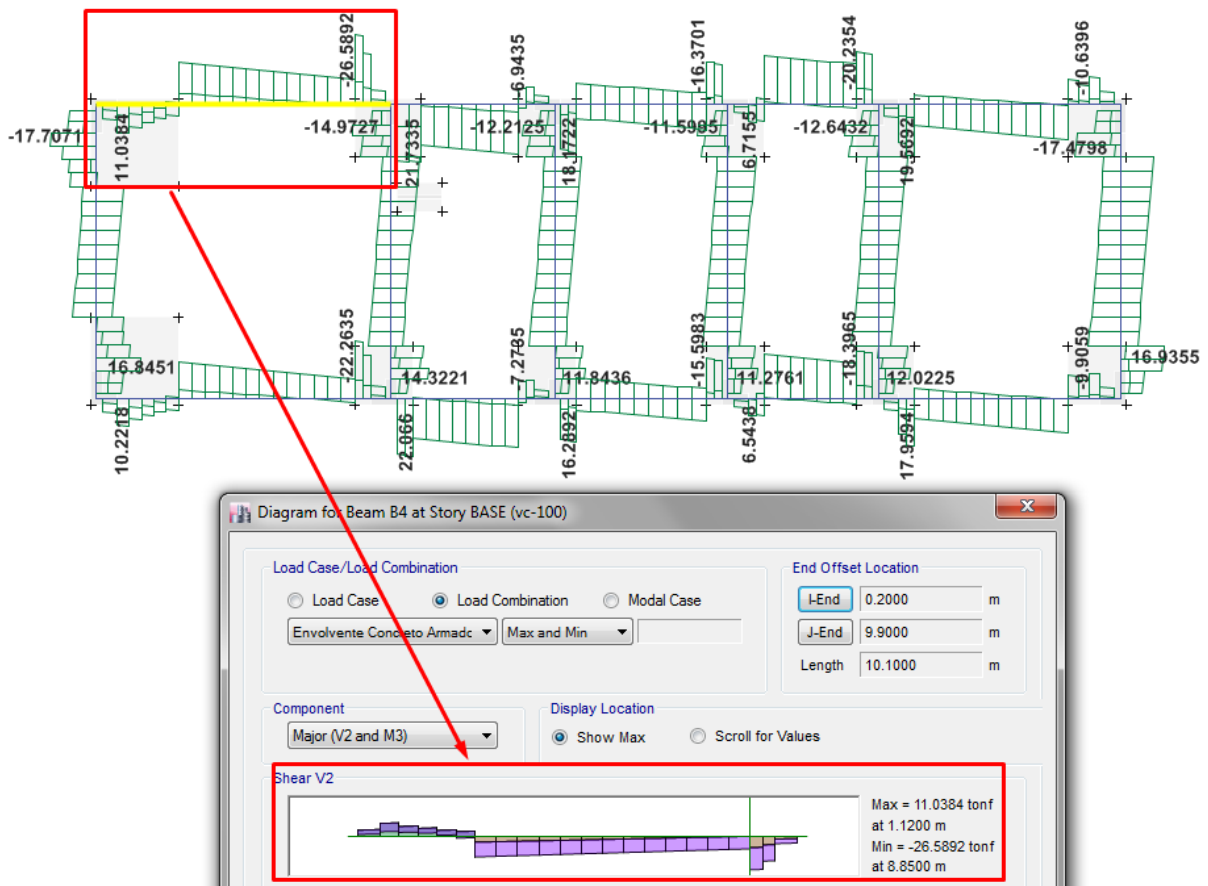 -26.5892
-6.9435
-16.3701
-20.2354
-10.6396
-17.7071
11.0384
-14.9727
21.7335
-12.2125
18.1722
-11.5995
6.7155
-12.6432
19.5692
-17.4798
16.8451
-22.2635
14.3221
-7.2785
11.8436
-15.5983
11.2761
-18.3965
12.0225
-9.9059
16.9355
10.2218
22.066
16.2892
6.5438
17.9594
Diagram for Beam B4 at Story BASE (vc-100)
Load Case/Load Combination
Load Case
Load Combination
Modal Case
Envolvente Concreto Armadc
Max and Min
End Offset Location
I-End 0.2000 m
J-End 9.9000 m
Length 10.1000 m
Component
Major (V2 and M3)
Display Location
Show Max
Scroll for Values
Shear V2
Max = 11.0384 tonf
at 1.1200 m
Min = -26.5892 tonf
at 8.8500 m